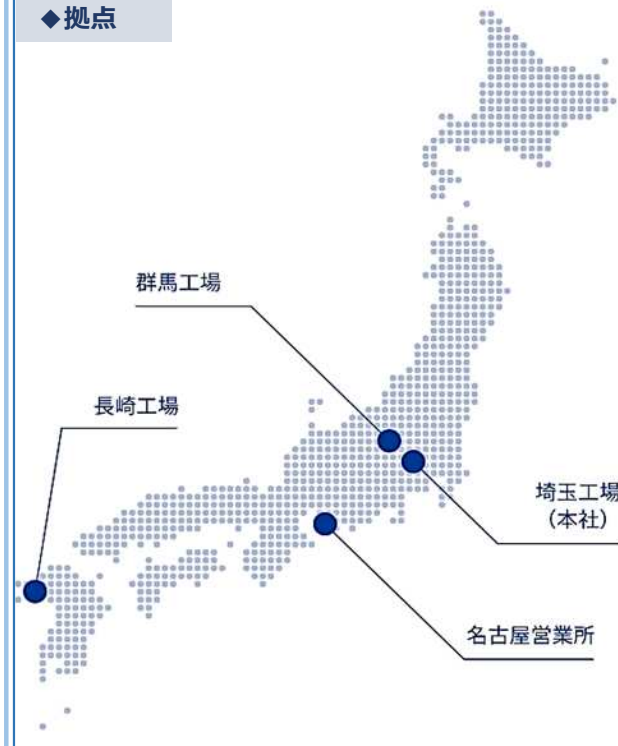 ◆拠点
群馬工場
長崎工場
埼玉工場
（本社）
名古屋営業所